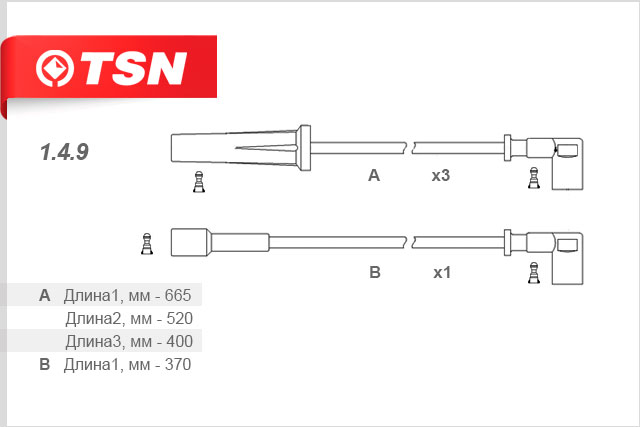 TSN
1.4.9
A x3
B x1
A Длина1, мм - 665
Длина2, мм - 520
Длина3, мм - 400
B Длина1, мм - 370